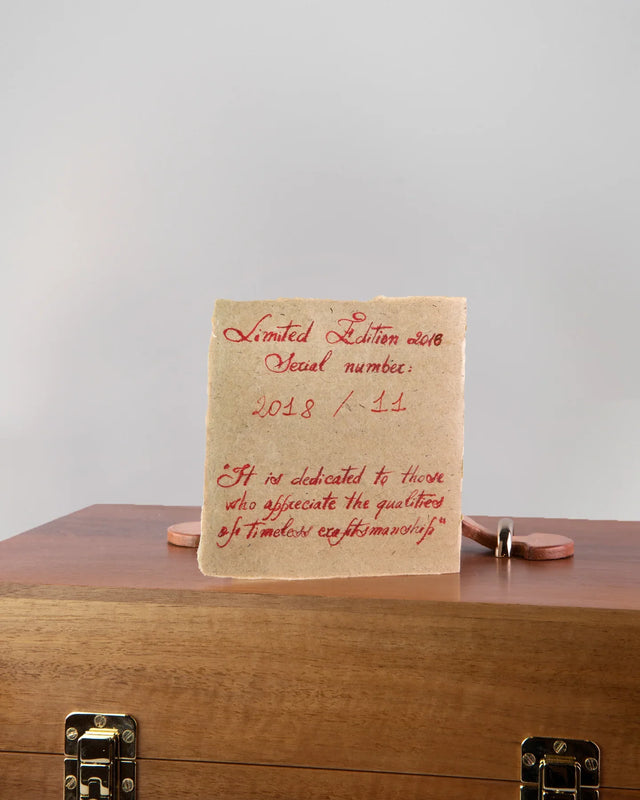 Limited Edition 2018
Serial number:
2018 / 11
"It is dedicated to those
who appreciate the qualities
of timeless craftsmanship"